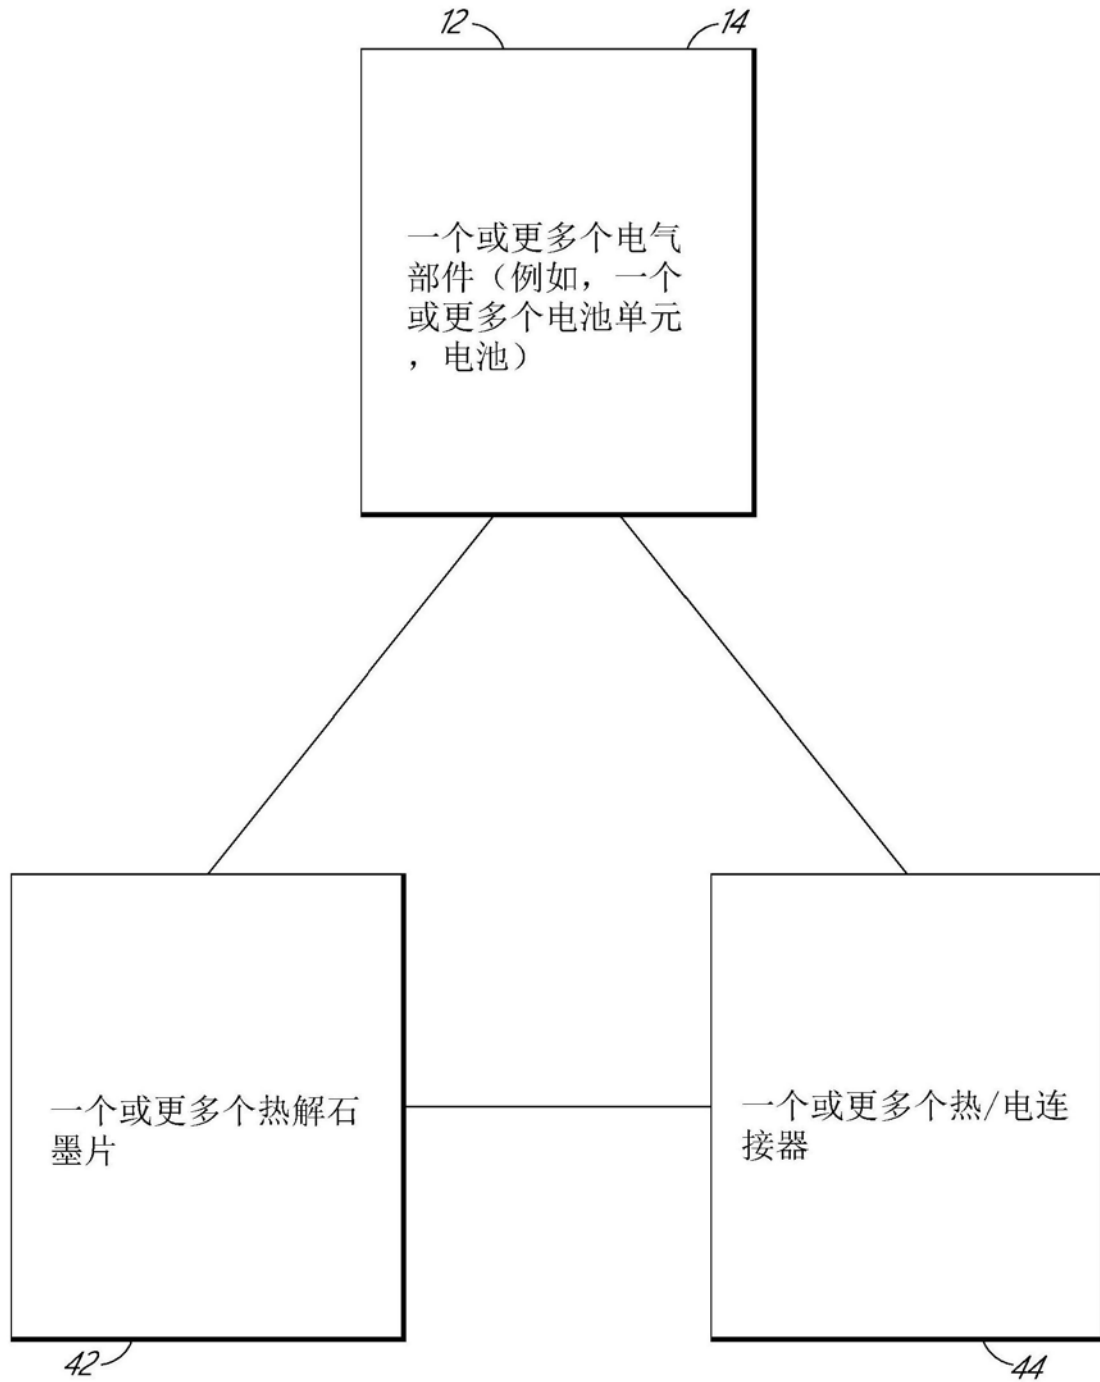 12
14
一个或更多个电气
部件（例如，一个
或更多个电池单元
，电池）
一个或更多个热解石
墨片
一个或更多个热/电连
接器
42
44